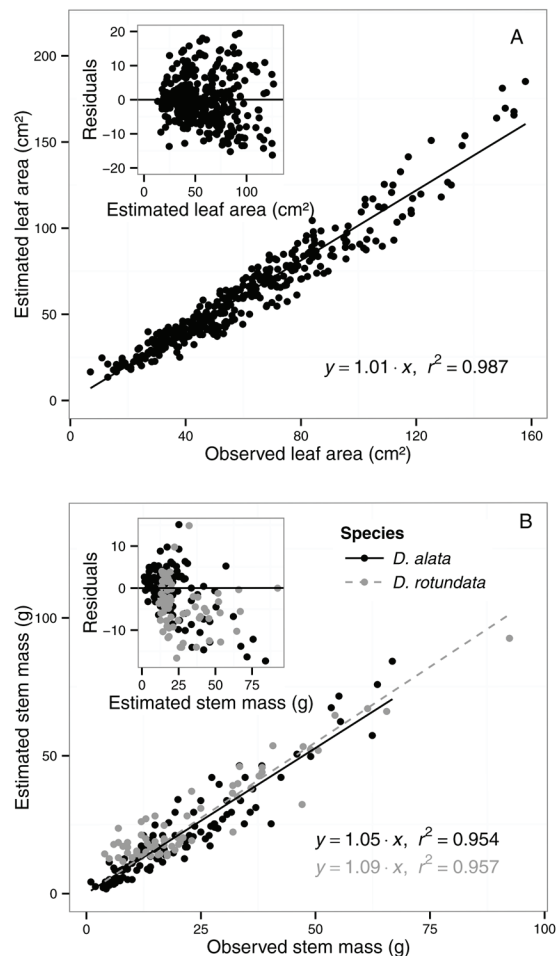 A
20
10
0
−10
−20
Residuals
0
50
100
Estimated leaf area (cm²)
200
150
100
50
0
Estimated leaf area (cm²)
y = 1.01 · x, r² = 0.987
0
40
80
120
160
Observed leaf area (cm²)
B
10
0
−10
Residuals
0
25
50
75
Estimated stem mass (g)
Species
D. alata
D. rotundata
100
50
0
Estimated stem mass (g)
y = 1.05 · x, r² = 0.954
y = 1.09 · x, r² = 0.957
0
25
50
75
100
Observed stem mass (g)